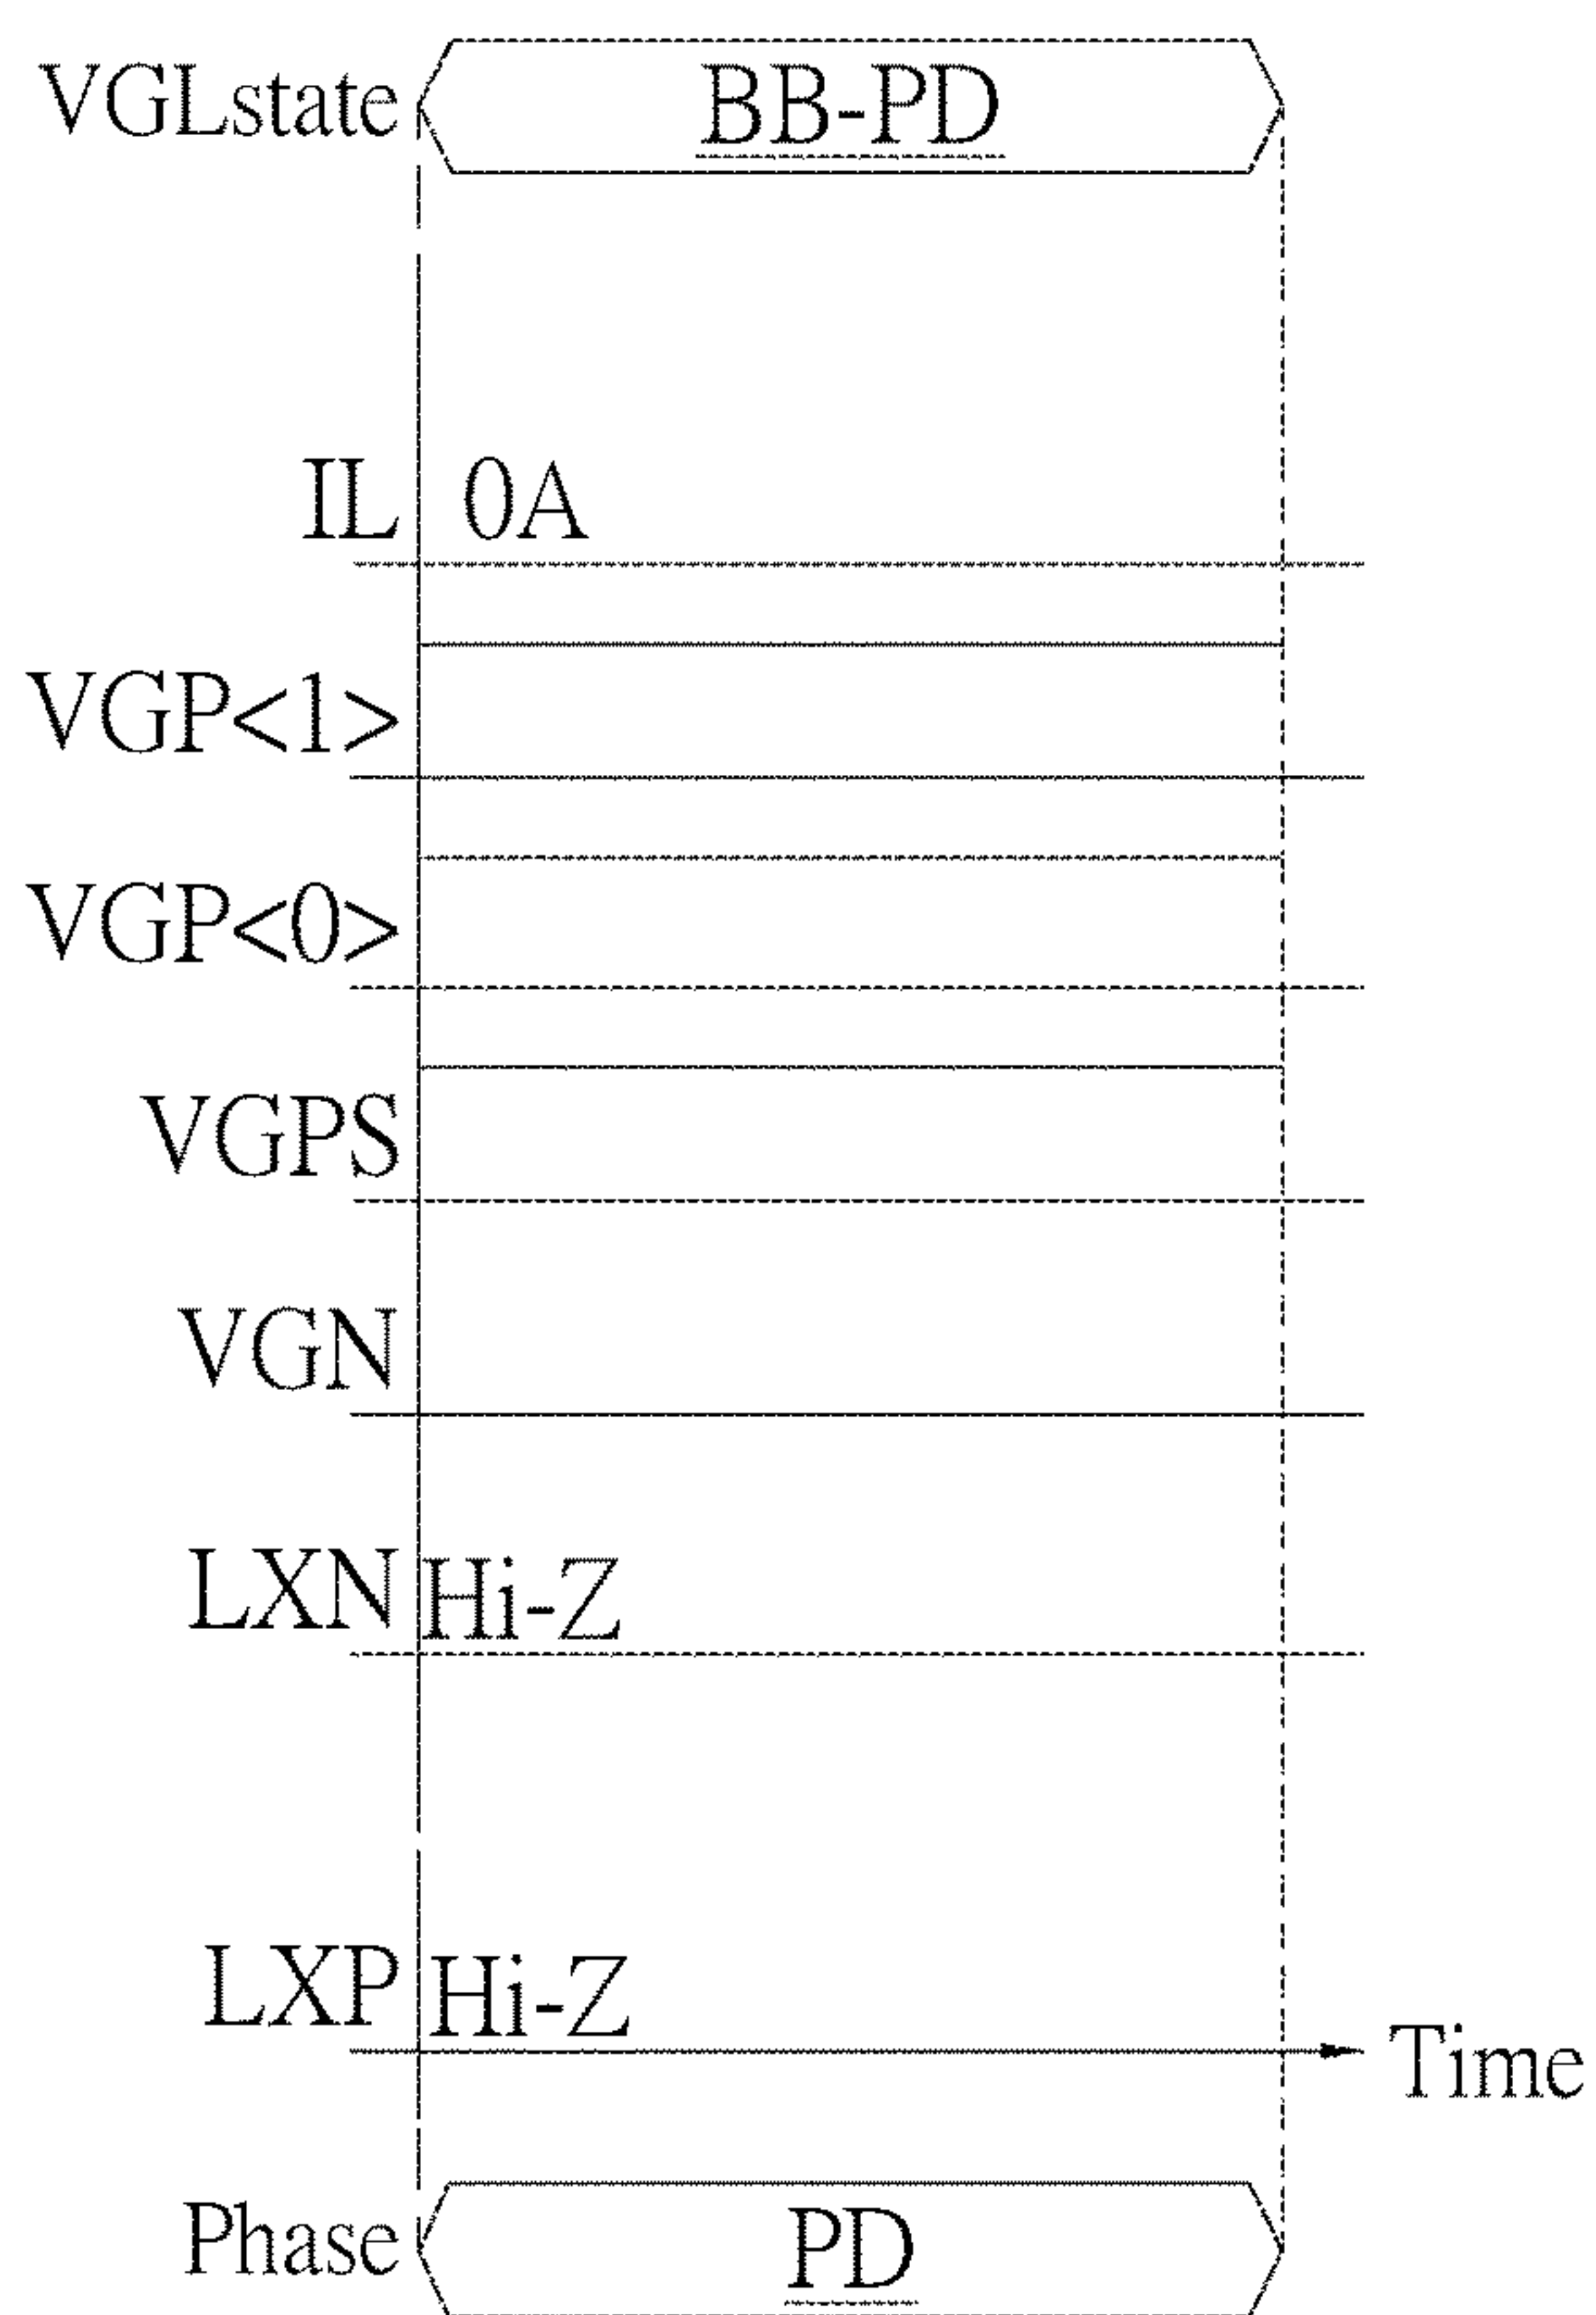 VGLstate BB-PD
IL 0A
VGP<1>
VGP<0>
VGPS
VGN
LXN Hi-Z
LXP Hi-Z
Time
Phase PD